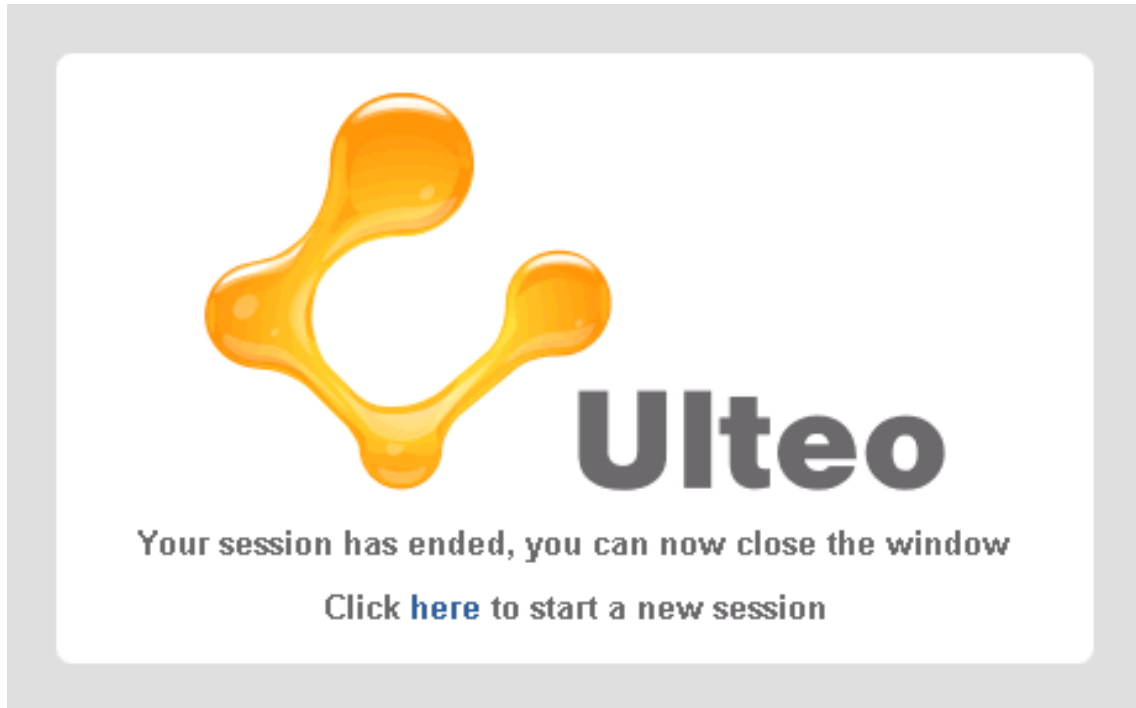 Ulteo
Your session has ended, you can now close the window
Click here to start a new session